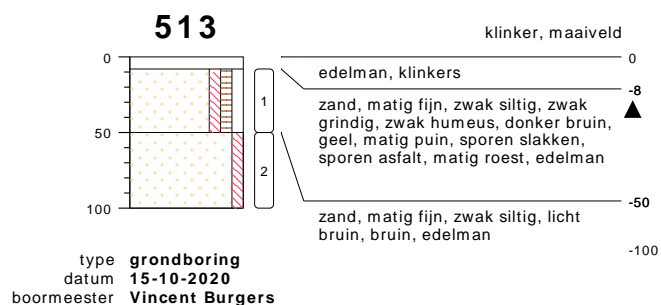 513
klinker, maaiveld
0
0
edelman, klinkers
-8
1
zand, matig fijn, zwak siltig, zwak
grindig, zwak humeus, donker bruin,
geel, matig puin, sporen slakken,
sporen asfalt, matig roest, edelman
50
2
-50
zand, matig fijn, zwak siltig, licht
bruin, bruin, edelman
100
-100
type grondboring
datum 15-10-2020
boormeester Vincent Burgers